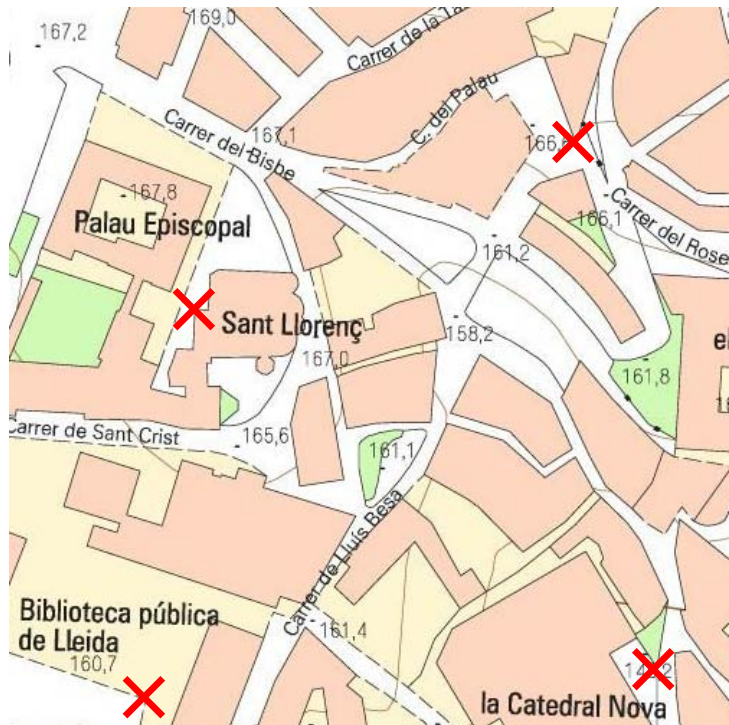 169,0
167,2
Carrer de la
C. del Palau
Carrer del Bisbe
167,1
167,8
Palau Episcopal
166,1
Carrer del Rose
161,2
158,2
Sant Llorenç
167,0
161,8
el
Carrer de Sant Crist
165,6
161,1
Carrer de Lluís Besa
161,4
Biblioteca pública
de Lleida
160,7
la Catedral Nova